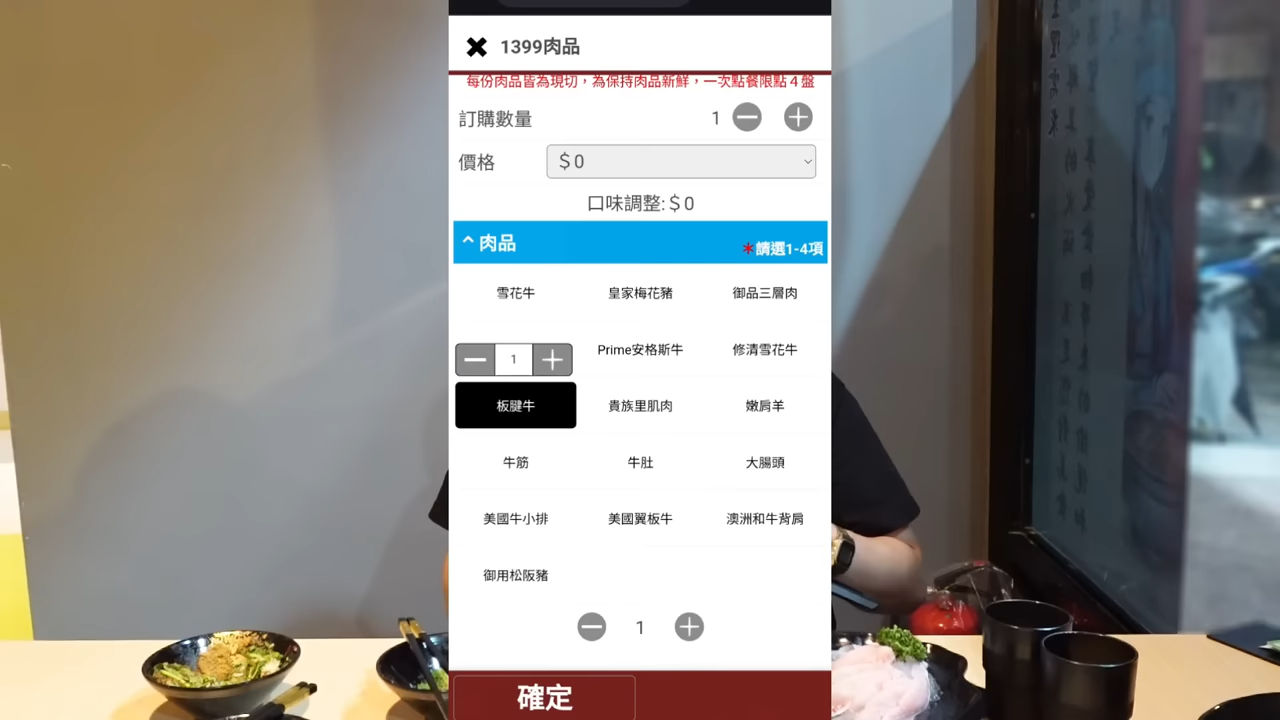 1399肉品
每份肉品皆為現切，為保持肉品新鮮，一次點餐限點４盤
訂購數量 1
價格 $0
口味調整:$0
肉品 *請選1-4項
雪花牛 皇家梅花豬 御品三層肉
1 Prime安格斯牛 修清雪花牛
板腱牛 貴族里肌肉 嫩肩羊
牛筋 牛肚 大腸頭
美國牛小排 美國翼板牛 澳洲和牛背肩
御用松阪豬
1
確定